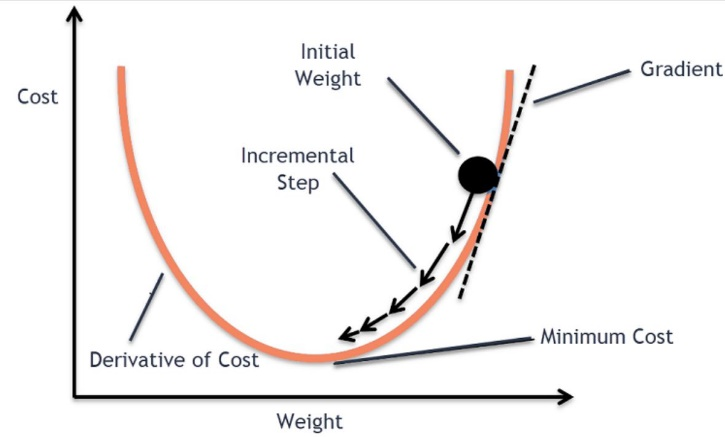 Initial
Weight
Gradient
Cost
Incremental
Step
Minimum Cost
Derivative of Cost
Weight